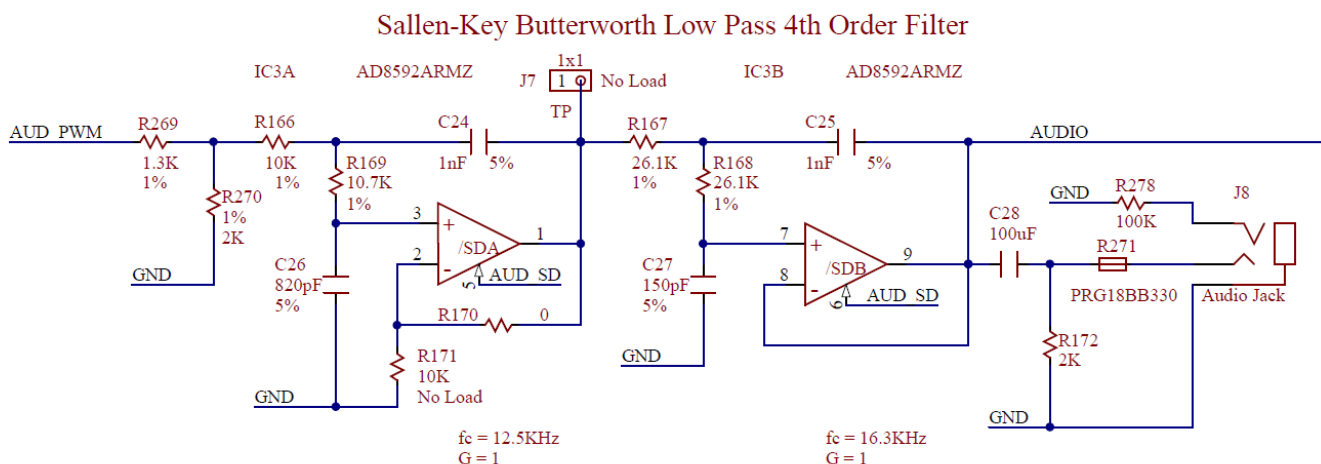 Sallen-Key Butterworth Low Pass 4th Order Filter
IC3A
AD8592ARMZ
1x1
J7
1
No Load
TP
IC3B
AD8592ARMZ
AUD_PWM
R269
1.3K
1%
R166
10K
1%
C24
1nF
5%
R167
26.1K
1%
C25
1nF
5%
AUDIO
R270
1%
2K
GND
R169
10.7K
1%
3
+
2
-
/SDA
1
5
AUD_SD
C26
820pF
5%
R170
0
R171
10K
No Load
GND
R168
26.1K
1%
7
+
8
-
/SDB
9
6
AUD_SD
C27
150pF
5%
GND
C28
100uF
GND
R278
100K
J8
R271
PRG18BB330
Audio Jack
R172
2K
GND
fc = 12.5KHz
G = 1
fc = 16.3KHz
G = 1